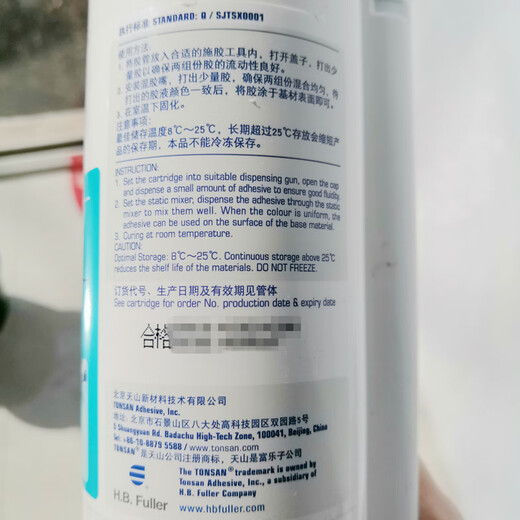 执行标准 STANDARD: Q / SJTSX0001
使用方法:
1. 将胶管放入合适的施胶工具内，打开盖子，打出少
量胶以确保两组份胶的流动性良好。
2. 安装混胶嘴，打出少量胶，确保两组份混合均匀，待
打出的胶液颜色一致后，将胶涂于基材表面即可。
3. 在室温下固化。
注意事项:
最佳储存温度8℃～25℃，长期超过25℃存放会缩短产
品的保存期，本品不能冷冻保存。
INSTRUCTION:
1. Set the cartridge into suitable dispensing gun, open the cap
and dispense a small amount of adhesive to ensure good fluidity.
2. Set the static mixer, dispense the adhesive through the static
mixer to mix them well. When the colour is uniform, the
adhesive can be used on the surface of the base material.
3. Curing at room temperature.
CAUTION:
Optimal Storage: 8℃～25℃. Continuous storage above 25℃
reduces the shelf life of the materials. DO NOT FREEZE.
订货代号、生产日期及有效期见管体
See cartridge for order No. production date & expiry date
合格
北京天山新材料技术有限公司
TONSAN Adhesive, Inc.
地址: 北京市石景山区八大处高科技园区双园路5号
5 Shuangyuan Rd. Badachu High-Tech Zone, 100041, Beijing, China
Tel: +86-10-8879 5588 / www.tonsan.com
TONSAN®是天山公司注册商标，天山是富乐子公司
The TONSAN® trademark is owned by
Tonsan Adhesive, Inc., a subsidiary of
H.B. Fuller Company
H.B. Fuller
www.hbfuller.com